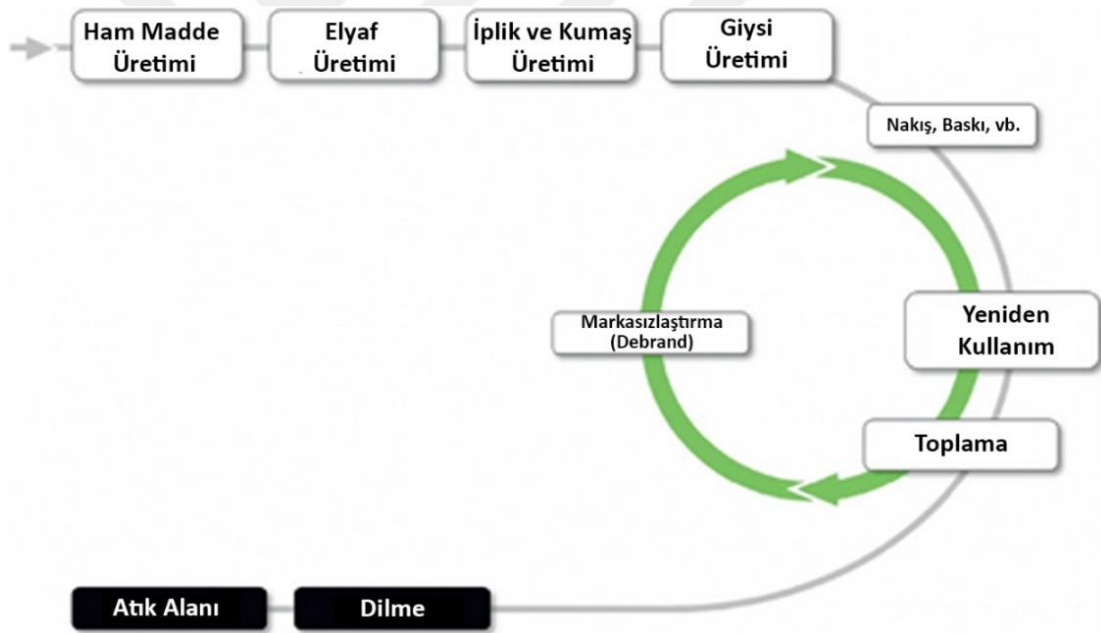 Ham Madde
Üretimi
Elyaf
Üretimi
İplik ve Kumaş
Üretimi
Giysi
Üretimi
Nakış, Baskı, vb.
Markasızlaştırma
(Debrand)
Yeniden
Kullanım
Toplama
Atık Alanı
Dilme